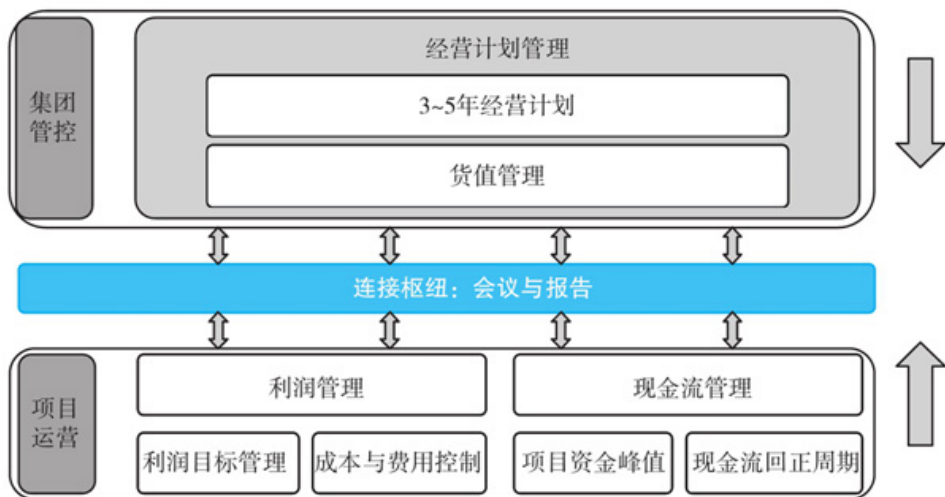 经营计划管理
集团
管控
3~5年经营计划
货值管理
连接枢纽：会议与报告
项目
运营
利润管理
现金流管理
利润目标管理
成本与费用控制
项目资金峰值
现金流回正周期